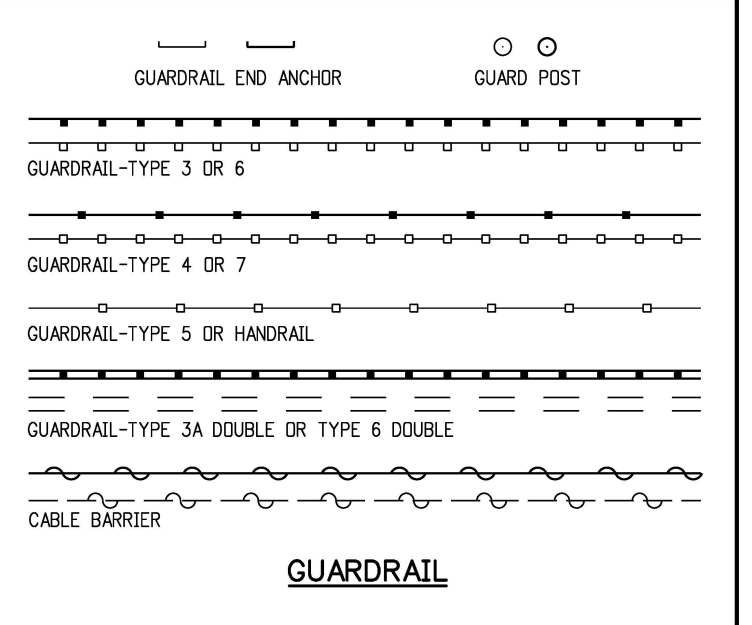 GUARDRAIL END ANCHOR
GUARD POST
GUARDRAIL-TYPE 3 OR 6
GUARDRAIL-TYPE 4 OR 7
GUARDRAIL-TYPE 5 OR HANDRAIL
GUARDRAIL-TYPE 3A DOUBLE OR TYPE 6 DOUBLE
CABLE BARRIER
GUARDRAIL